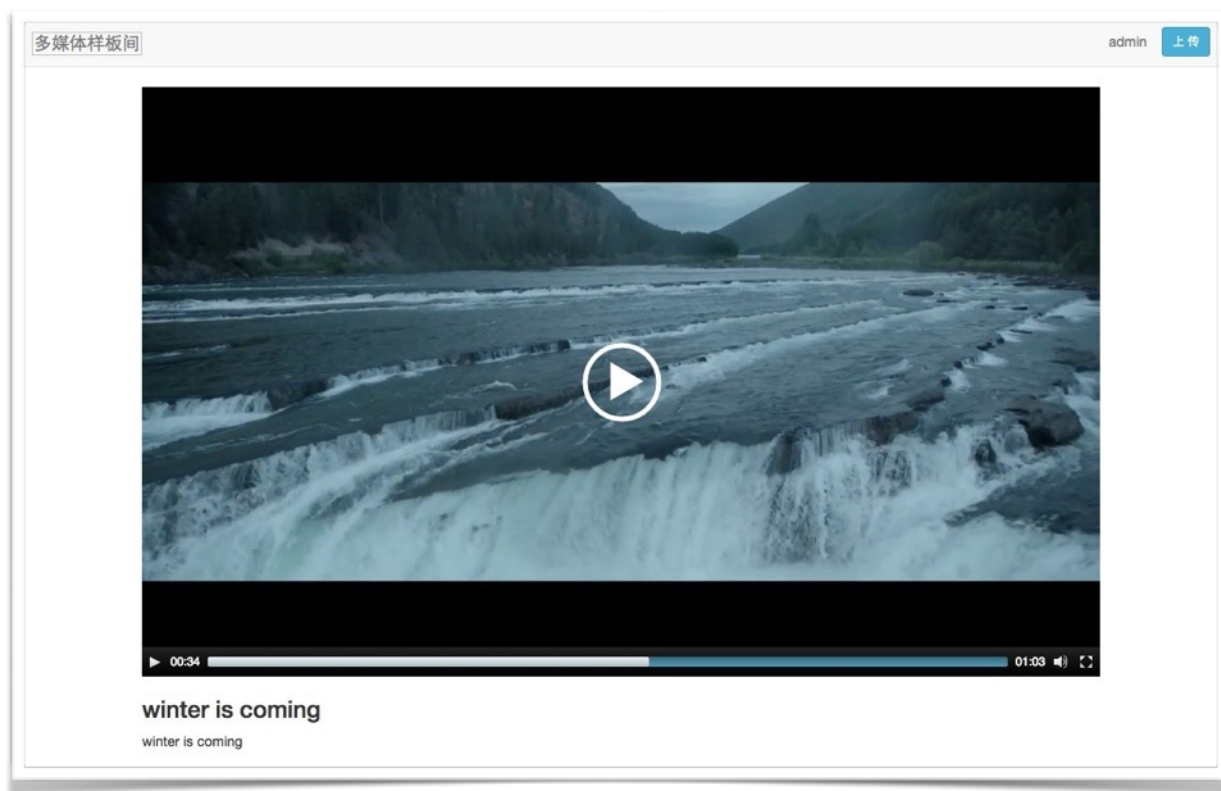 多媒体样板间
admin
上传
00:34
01:03
winter is coming
winter is coming